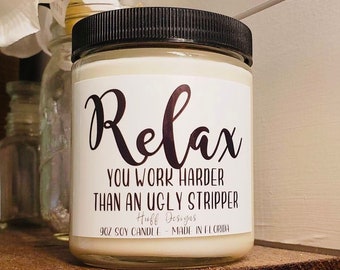 Relax
YOU WORK HARDER
THAN AN UGLY STRIPPER
Huff Designs
9OZ SOY CANDLE - MADE IN FLORIDA